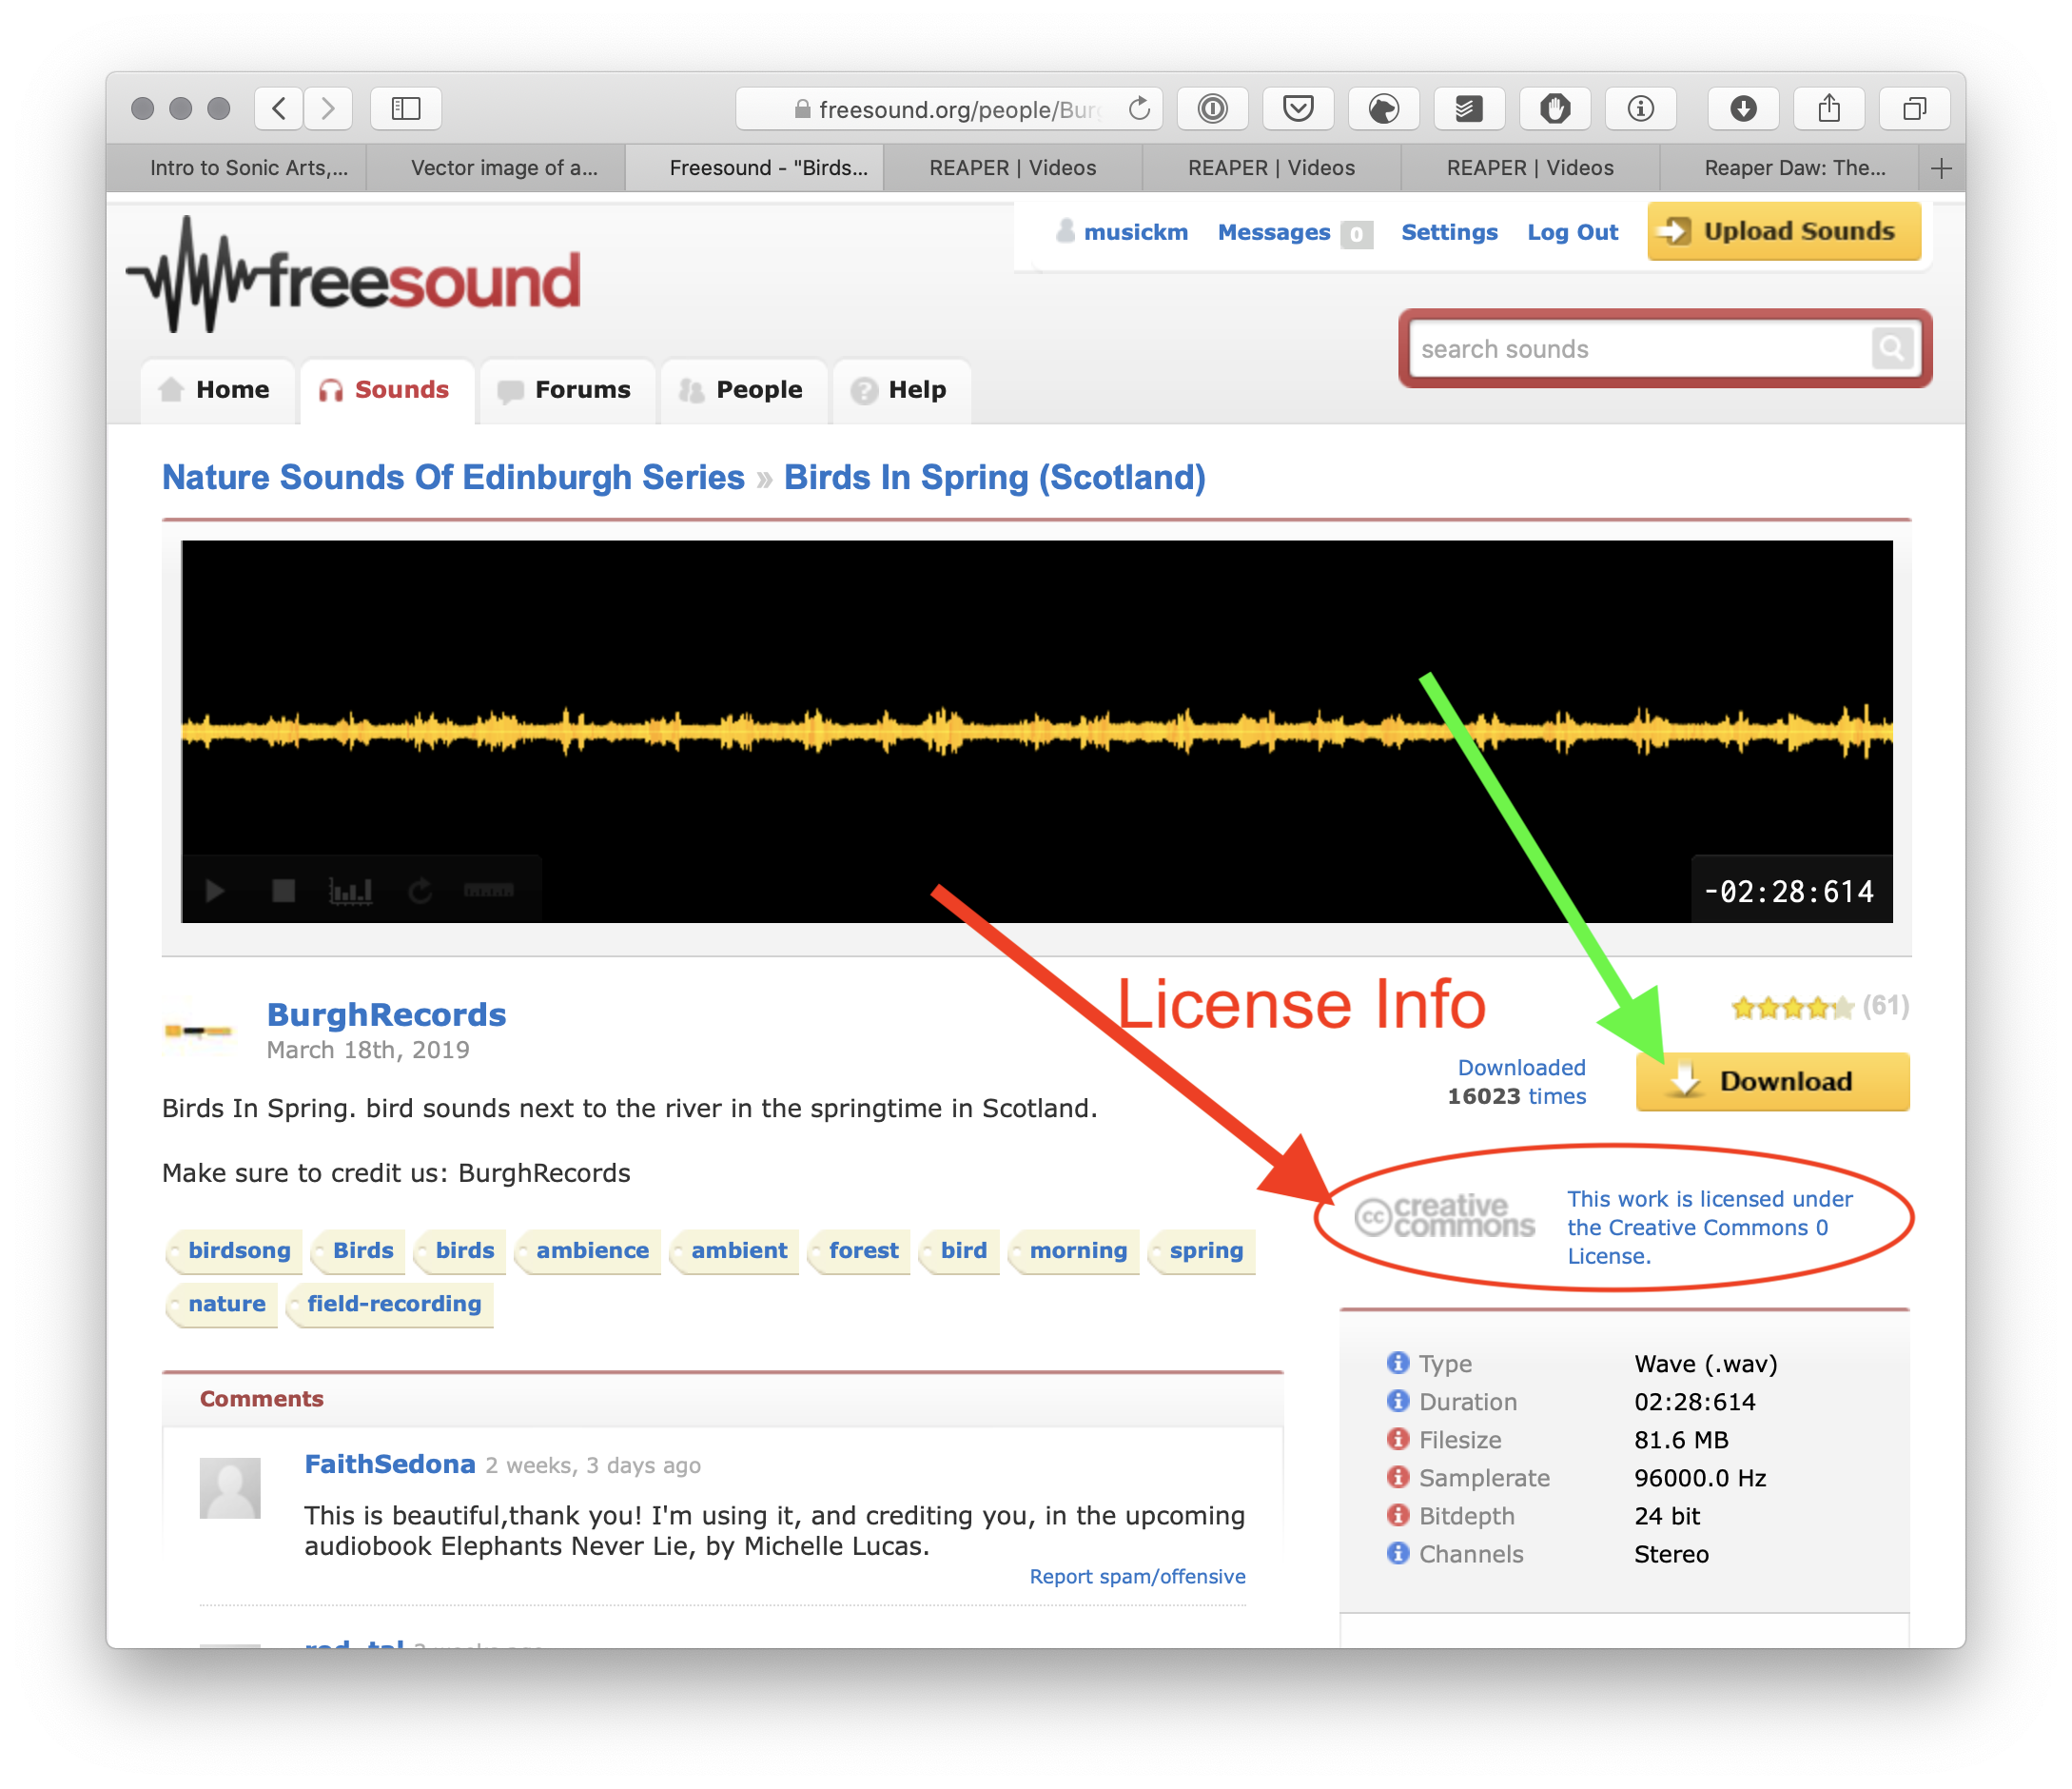 freesound.org/people/Burg
Intro to Sonic Arts,...
Vector image of a...
Freesound - "Birds...
REAPER | Videos
REAPER | Videos
REAPER | Videos
Reaper Daw: The...
musickm
Messages 0
Settings
Log Out
Upload Sounds
freesound
search sounds
Home
Sounds
Forums
People
Help
Nature Sounds Of Edinburgh Series » Birds In Spring (Scotland)
-02:28:614
License Info
BurghRecords
March 18th, 2019
(61)
Downloaded
16023 times
Download
Birds In Spring. bird sounds next to the river in the springtime in Scotland.
Make sure to credit us: BurghRecords
cc creative
commons
This work is licensed under
the Creative Commons 0
License.
birdsong Birds birds ambience ambient forest bird morning spring
nature field-recording
Type Wave (.wav)
Duration 02:28:614
Filesize 81.6 MB
Samplerate 96000.0 Hz
Bitdepth 24 bit
Channels Stereo
Comments
FaithSedona 2 weeks, 3 days ago
This is beautiful,thank you! I'm using it, and crediting you, in the upcoming
audiobook Elephants Never Lie, by Michelle Lucas.
Report spam/offensive